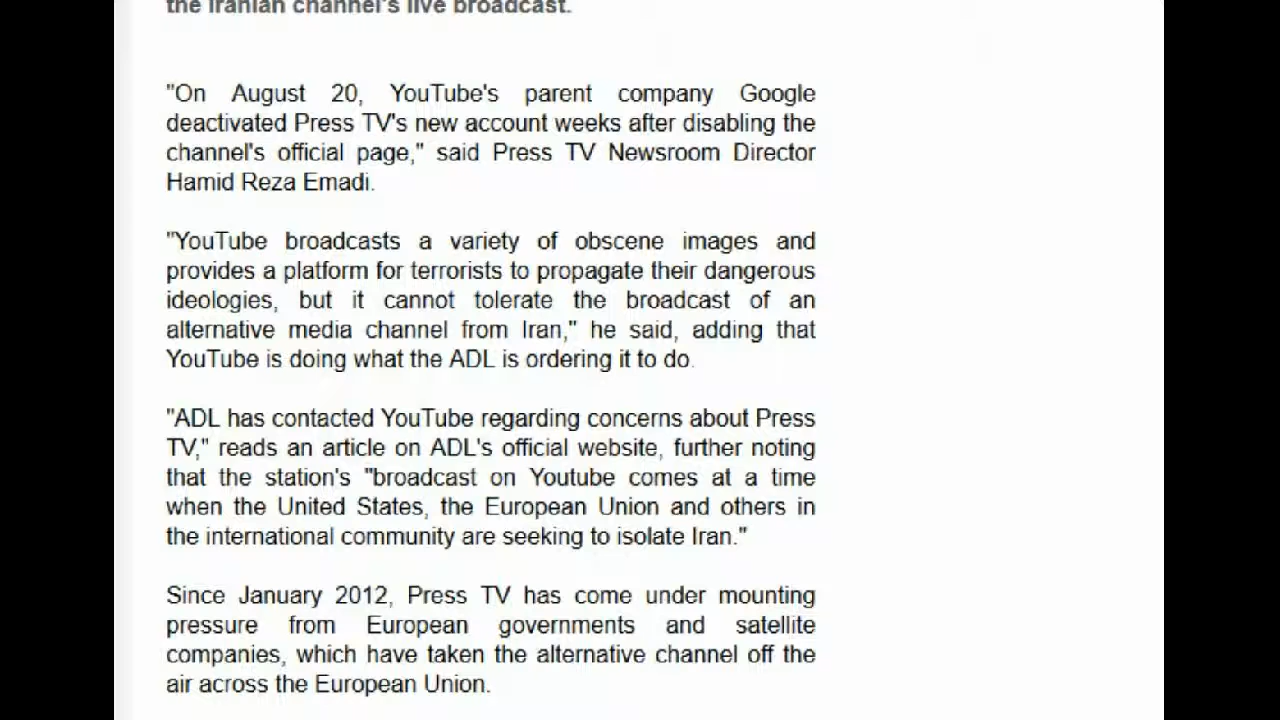 the Iranian channel's live broadcast.
"On August 20, YouTube's parent company Google
deactivated Press TV's new account weeks after disabling the
channel's official page," said Press TV Newsroom Director
Hamid Reza Emadi.
"YouTube broadcasts a variety of obscene images and
provides a platform for terrorists to propagate their dangerous
ideologies, but it cannot tolerate the broadcast of an
alternative media channel from Iran," he said, adding that
YouTube is doing what the ADL is ordering it to do.
"ADL has contacted YouTube regarding concerns about Press
TV," reads an article on ADL's official website, further noting
that the station's "broadcast on Youtube comes at a time
when the United States, the European Union and others in
the international community are seeking to isolate Iran."
Since January 2012, Press TV has come under mounting
pressure from European governments and satellite
companies, which have taken the alternative channel off the
air across the European Union.